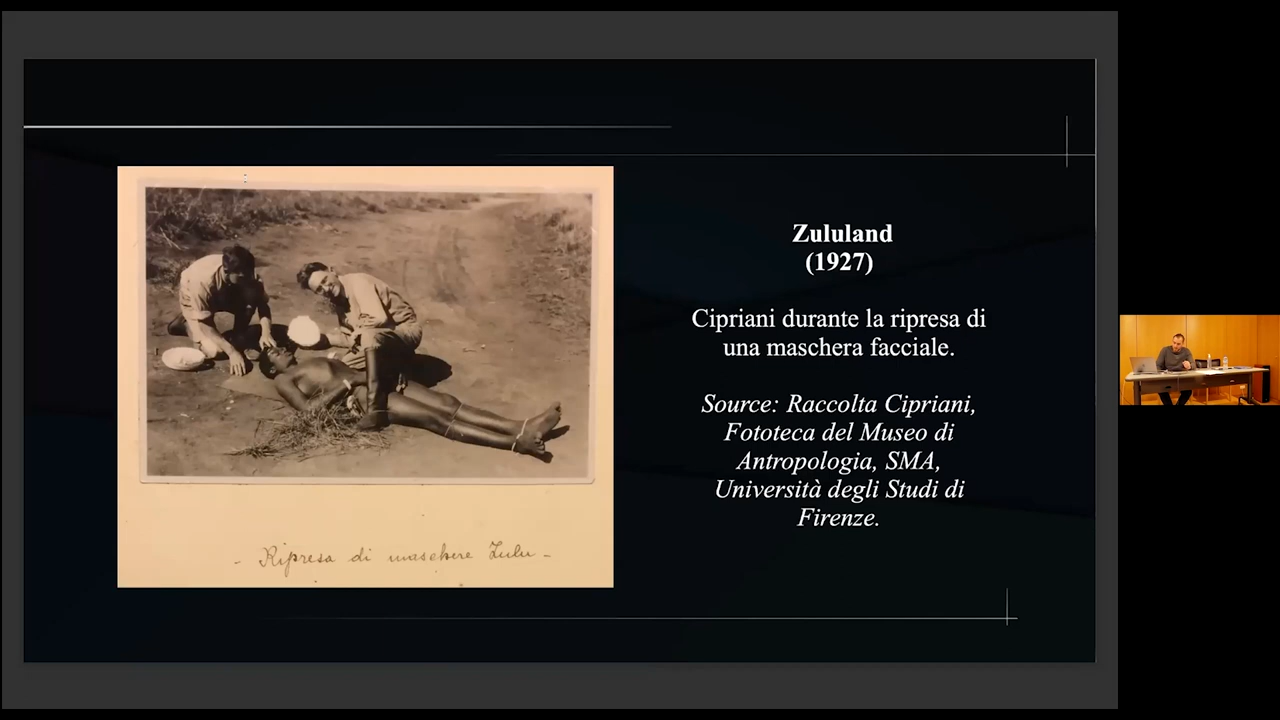 Zululand
(1927)
Cipriani durante la ripresa di
una maschera facciale.
Source: Raccolta Cipriani,
Fototeca del Museo di
Antropologia, SMA,
Università degli Studi di
Firenze.
- Ripresa di maschere Zulu -